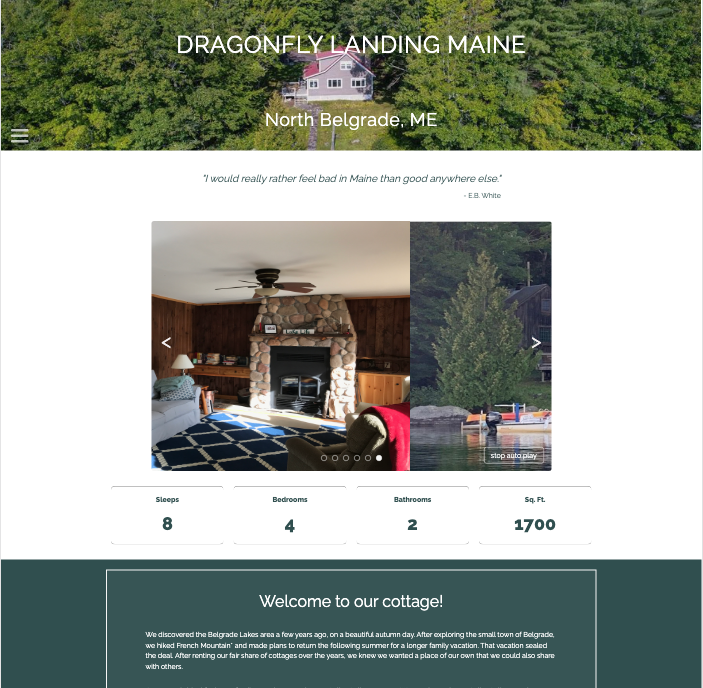 DRAGONFLY LANDING MAINE
North Belgrade, ME
"I would really rather feel bad in Maine than good anywhere else."
- E.B. White
<
>
stop auto play
Sleeps
8
Bedrooms
4
Bathrooms
2
Sq. Ft.
1700
Welcome to our cottage!
We discovered the Belgrade Lakes area a few years ago, on a beautiful autumn day. After exploring the small town of Belgrade,
we hiked French Mountain* and made plans to return the following summer for a longer family vacation. That vacation sealed
the deal. After renting our fair share of cottages over the years, we knew we wanted a place of our own that we could also share
with others.